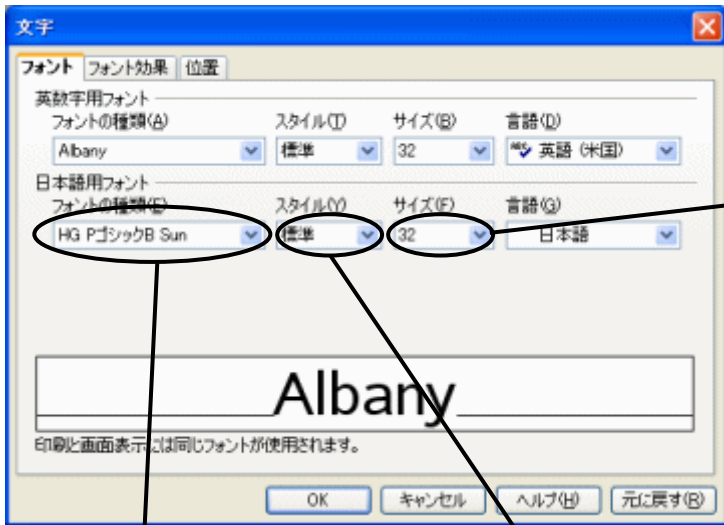 文字
フォント フォント効果 位置
英数字用フォント
フォントの種類(A) スタイル(T) サイズ(B) 言語(D)
Albany 標準 32 英語 (米国)
日本語用フォント
フォントの種類(E) スタイル(Y) サイズ(F) 言語(G)
HG PゴシックB Sun 標準 32 日本語
Albany
印刷と画面表示には同じフォントが使用されます。
OK キャンセル ヘルプ(H) 元に戻す(R)